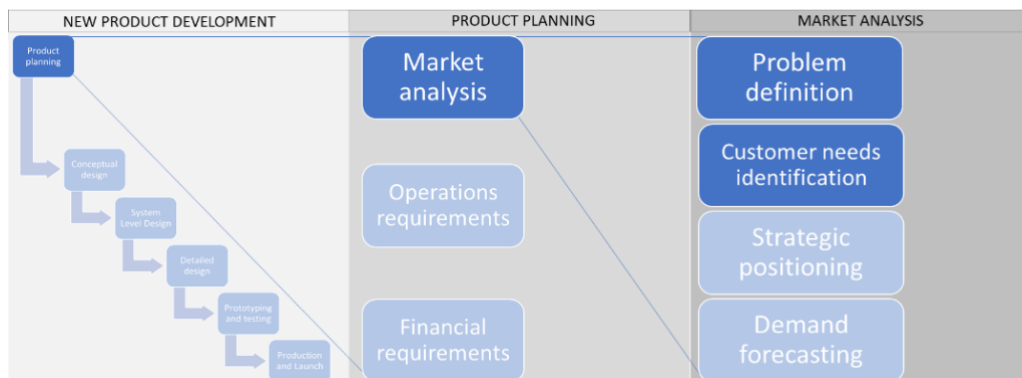 NEW PRODUCT DEVELOPMENT
PRODUCT PLANNING
MARKET ANALYSIS
Product
planning
Conceptual
design
System
Level Design
Detailed
design
Prototyping
and testing
Production
and Launch
Market
analysis
Operations
requirements
Financial
requirements
Problem
definition
Customer needs
identification
Strategic
positioning
Demand
forecasting